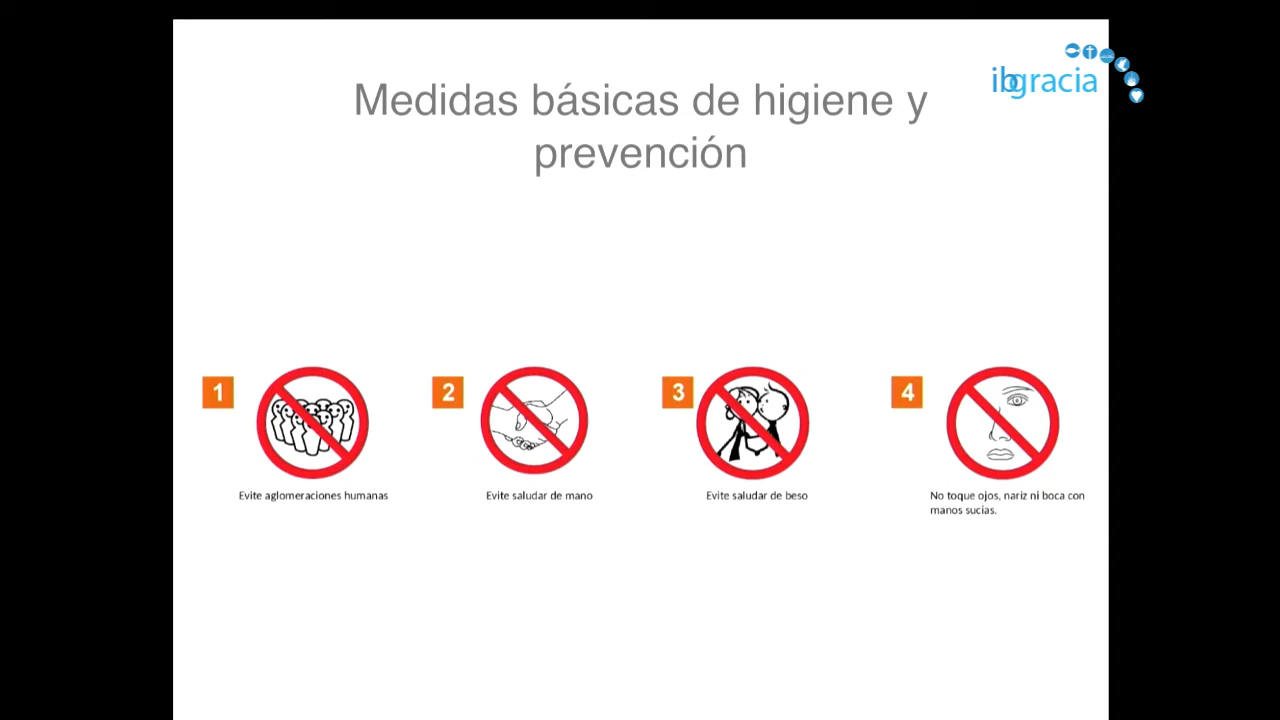 Medidas básicas de higiene y
prevención
ibgracia
1
2
3
4
Evite aglomeraciones humanas
Evite saludar de mano
Evite saludar de beso
No toque ojos, nariz ni boca con
manos sucias.